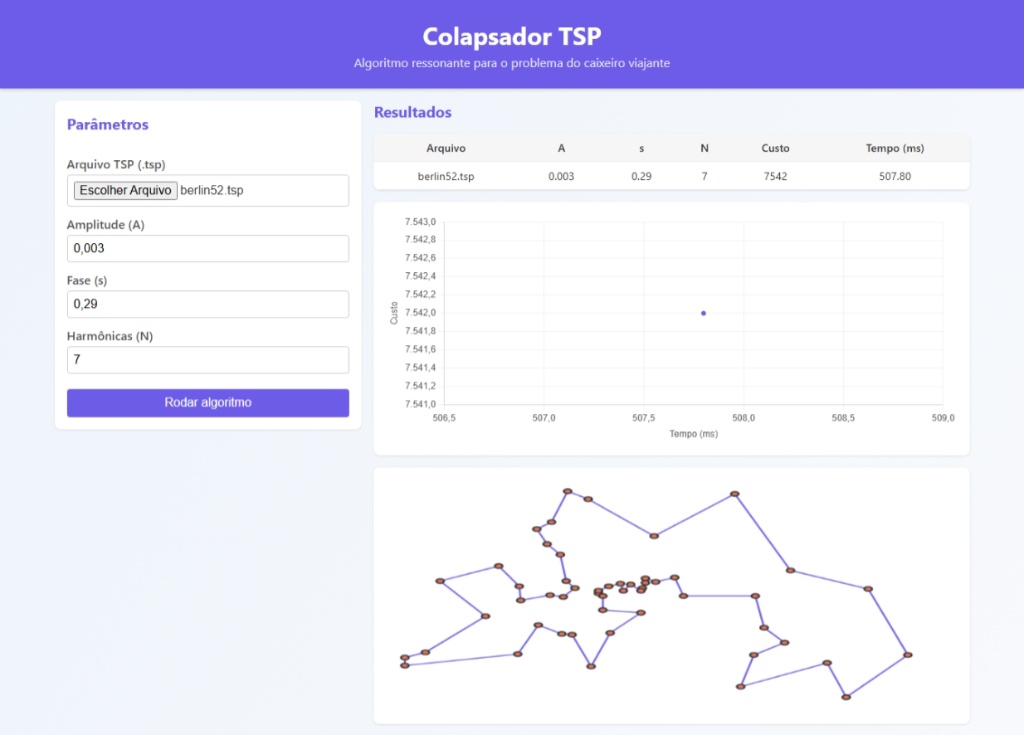 Colapsador TSP
Algoritmo ressonante para o problema do caixeiro viajante
Parâmetros
Arquivo TSP (.tsp)
Escolher Arquivo berlin52.tsp
Amplitude (A)
0,003
Fase (s)
0,29
Harmônicas (N)
7
Rodar algoritmo
Resultados
Arquivo A s N Custo Tempo (ms)
berlin52.tsp 0.003 0.29 7 7542 507.80
7.543,0
7.542,8
7.542,6
7.542,4
7.542,2
7.542,0
7.541,8
7.541,6
7.541,4
7.541,2
7.541,0
Custo
506,5 507,0 507,5 508,0 508,5 509,0
Tempo (ms)